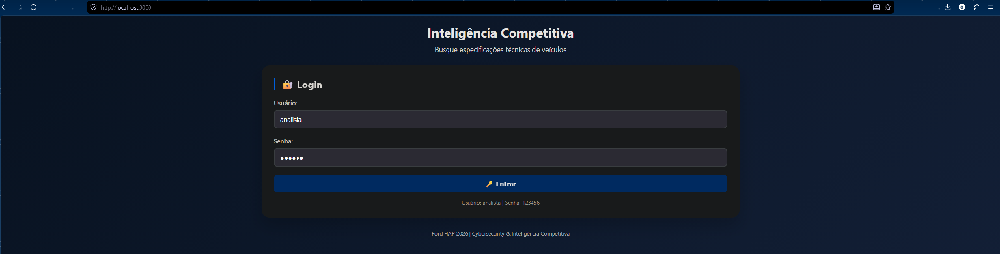 http://localhost:3000
Inteligência Competitiva
Busque especificações técnicas de veículos
Login
Usuário:
analista
Senha:
••••••
Entrar
Usuário: analista | Senha: 123456
Ford FIAP 2026 | Cybersecurity & Inteligência Competitiva